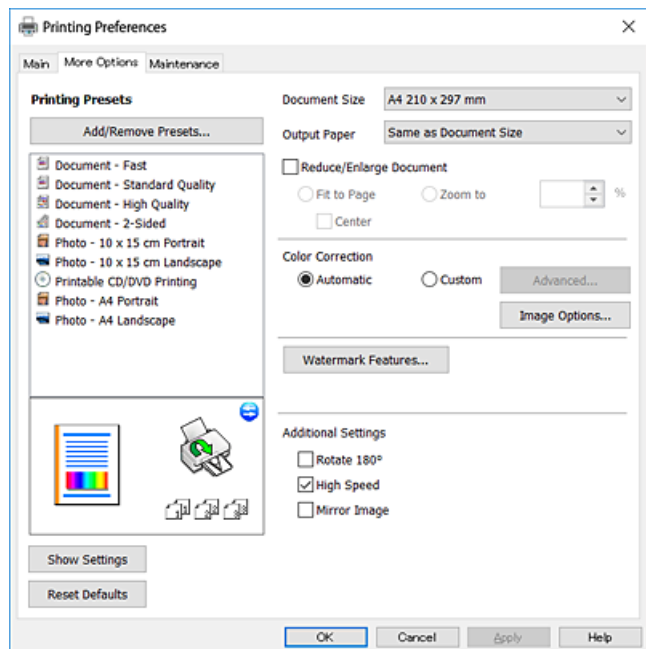 Printing Preferences
Main
More Options
Maintenance
Printing Presets
Add/Remove Presets...
Document - Fast
Document - Standard Quality
Document - High Quality
Document - 2-Sided
Photo - 10 x 15 cm Portrait
Photo - 10 x 15 cm Landscape
Printable CD/DVD Printing
Photo - A4 Portrait
Photo - A4 Landscape
Show Settings
Reset Defaults
Document Size
A4 210 x 297 mm
Output Paper
Same as Document Size
Reduce/Enlarge Document
Fit to Page
Zoom to
%
Center
Color Correction
Automatic
Custom
Advanced...
Image Options...
Watermark Features...
Additional Settings
Rotate 180°
High Speed
Mirror Image
OK
Cancel
Apply
Help